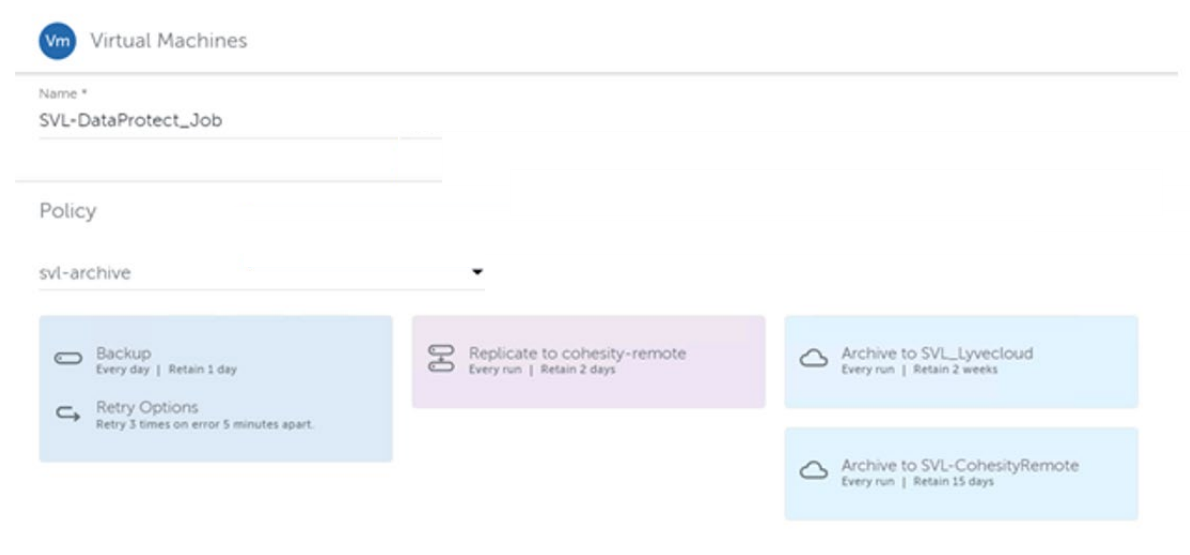 Vm Virtual Machines
Name *
SVL-DataProtect_Job
Policy
svl-archive
Backup
Every day | Retain 1 day
Retry Options
Retry 3 times on error 5 minutes apart.
Replicate to cohesity-remote
Every run | Retain 2 days
Archive to SVL_Lyvecloud
Every run | Retain 2 weeks
Archive to SVL-CohesityRemote
Every run | Retain 15 days